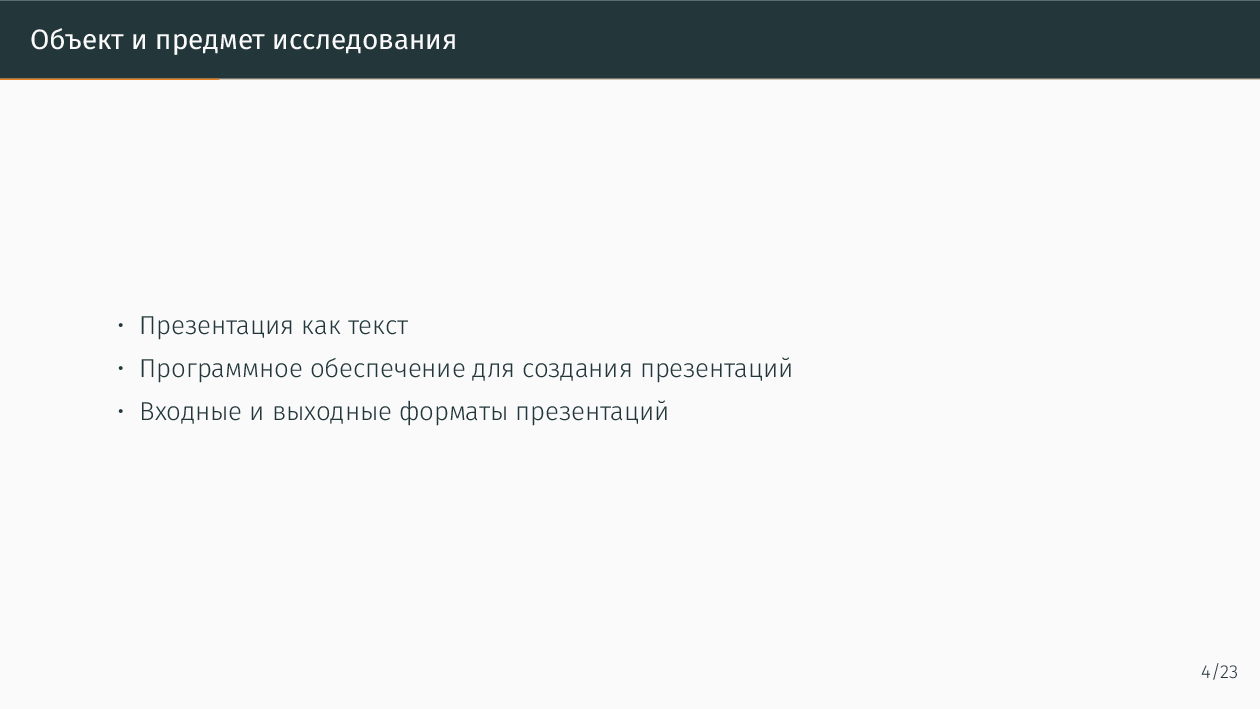 Объект и предмет исследования
• Презентация как текст
• Программное обеспечение для создания презентаций
• Входные и выходные форматы презентаций
4/23